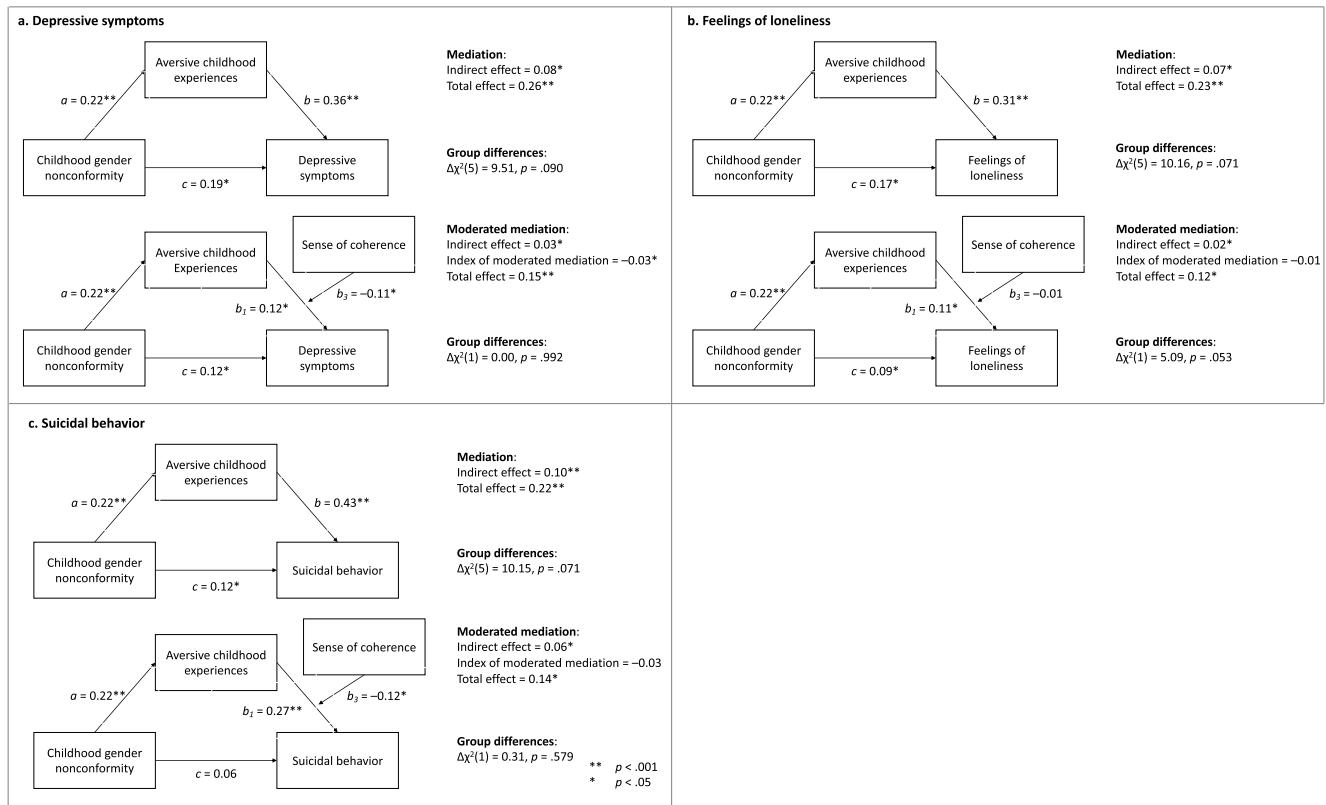 a. Depressive symptoms
Aversive childhood
experiences
a = 0.22**
b = 0.36**
Childhood gender
nonconformity
Depressive
symptoms
c = 0.19*
Mediation:
Indirect effect = 0.08*
Total effect = 0.26**
Group differences:
Δχ²(5) = 9.51, p = .090
Aversive childhood
Experiences
Sense of coherence
a = 0.22**
b₁ = 0.12*
b₃ = –0.11*
Childhood gender
nonconformity
Depressive
symptoms
c = 0.12*
Moderated mediation:
Indirect effect = 0.03*
Index of moderated mediation = –0.03*
Total effect = 0.15**
Group differences:
Δχ²(1) = 0.00, p = .992
b. Feelings of loneliness
Aversive childhood
experiences
a = 0.22**
b = 0.31**
Childhood gender
nonconformity
Feelings of
loneliness
c = 0.17*
Mediation:
Indirect effect = 0.07*
Total effect = 0.23**
Group differences:
Δχ²(5) = 10.16, p = .071
Aversive childhood
experiences
Sense of coherence
a = 0.22**
b₁ = 0.11*
b₃ = –0.01
Childhood gender
nonconformity
Feelings of
loneliness
c = 0.09*
Moderated mediation:
Indirect effect = 0.02*
Index of moderated mediation = –0.01
Total effect = 0.12*
Group differences:
Δχ²(1) = 5.09, p = .053
c. Suicidal behavior
Aversive childhood
experiences
a = 0.22**
b = 0.43**
Childhood gender
nonconformity
Suicidal behavior
c = 0.12*
Mediation:
Indirect effect = 0.10**
Total effect = 0.22**
Group differences:
Δχ²(5) = 10.15, p = .071
Aversive childhood
experiences
Sense of coherence
a = 0.22**
b₁ = 0.27**
b₃ = –0.12*
Childhood gender
nonconformity
Suicidal behavior
c = 0.06
Moderated mediation:
Indirect effect = 0.06*
Index of moderated mediation = –0.03
Total effect = 0.14*
Group differences:
Δχ²(1) = 0.31, p = .579
** p < .001
* p < .05